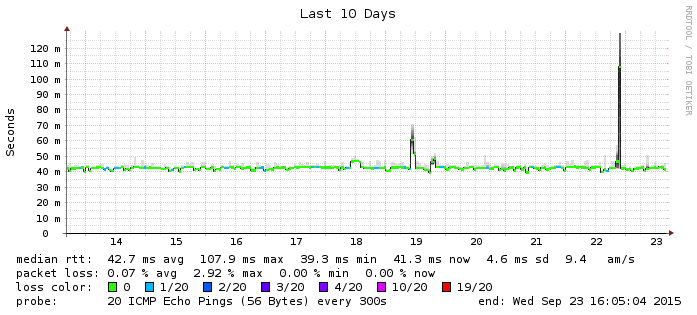 Last 10 Days
RRDTOOL / TOBI OETIKER
Seconds
120 m
110 m
100 m
90 m
80 m
70 m
60 m
50 m
40 m
30 m
20 m
10 m
0
14 15 16 17 18 19 20 21 22 23
median rtt: 42.7 ms avg 107.9 ms max 39.3 ms min 41.3 ms now 4.6 ms sd 9.4 am/s
packet loss: 0.07 % avg 2.92 % max 0.00 % min 0.00 % now
loss color: 0 1/20 2/20 3/20 4/20 10/20 19/20
probe: 20 ICMP Echo Pings (56 Bytes) every 300s end: Wed Sep 23 16:05:04 2015